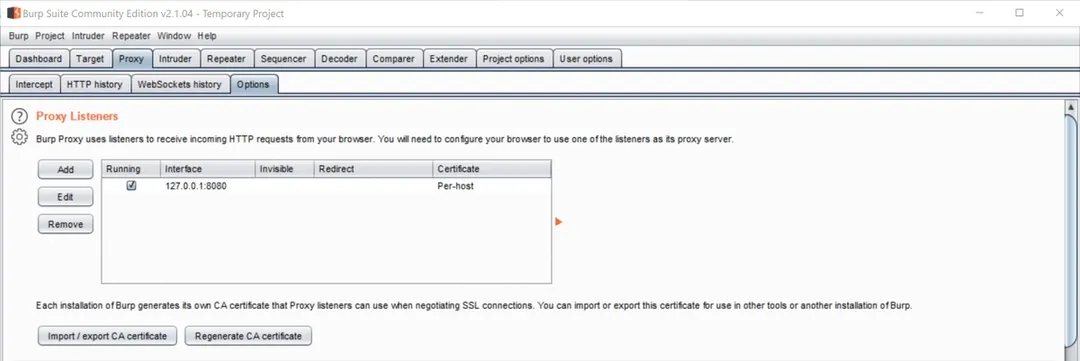 Burp Suite Community Edition v2.1.04 - Temporary Project
Burp Project Intruder Repeater Window Help
Dashboard Target Proxy Intruder Repeater Sequencer Decoder Comparer Extender Project options User options
Intercept HTTP history WebSockets history Options
? Proxy Listeners
Burp Proxy uses listeners to receive incoming HTTP requests from your browser. You will need to configure your browser to use one of the listeners as its proxy server.
Add Running Interface Invisible Redirect Certificate
127.0.0.1:8080 Per-host
Edit
Remove
Each installation of Burp generates its own CA certificate that Proxy listeners can use when negotiating SSL connections. You can import or export this certificate for use in other tools or another installation of Burp.
Import / export CA certificate Regenerate CA certificate